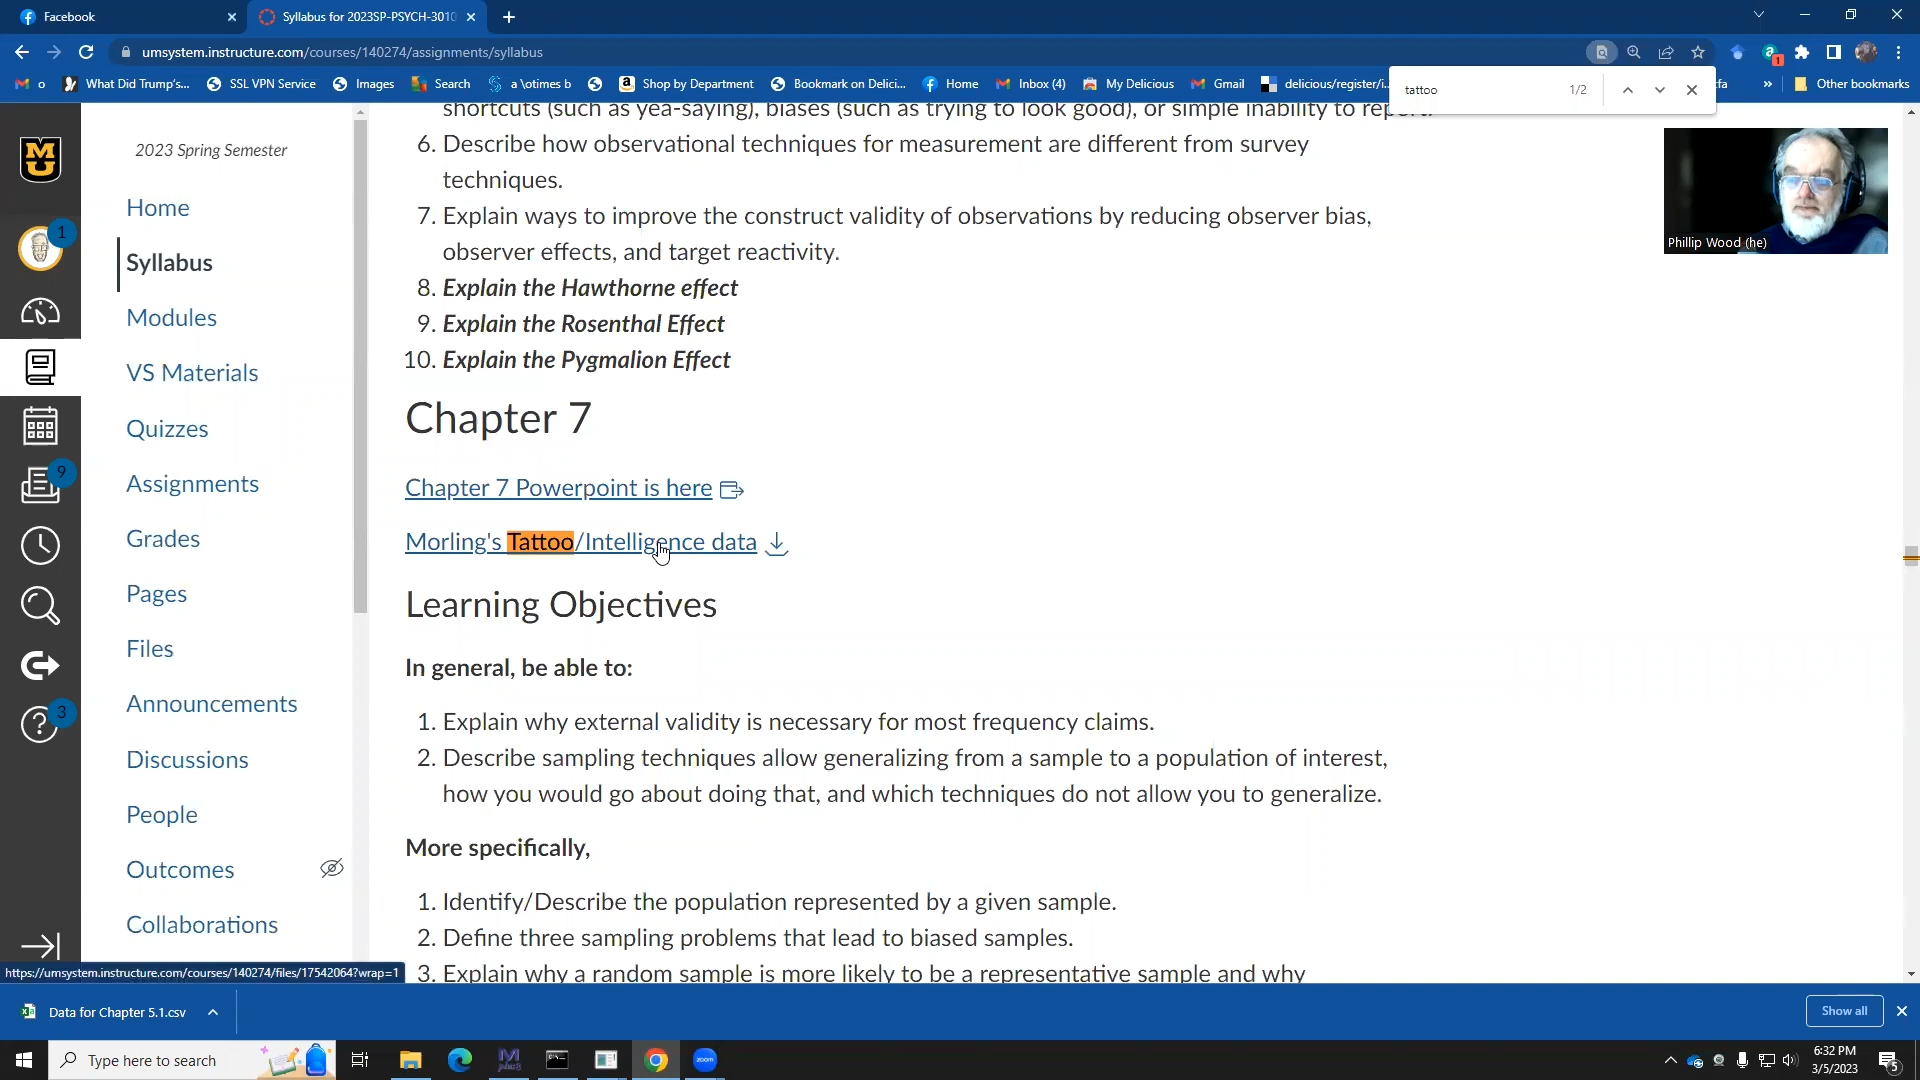 Facebook
Syllabus for 2023SP-PSYCH-3010
umsystem.instructure.com/courses/140274/assignments/syllabus
o
What Did Trump's...
SSL VPN Service
Images
Search
a \otimes b
Shop by Department
Bookmark on Delici...
Home
Inbox (4)
My Delicious
Gmail
delicious/register/i...
fa
»
Other bookmarks
tattoo
1/2
shortcuts (such as yea-saying), biases (such as trying to look good), or simple inability to report.
6. Describe how observational techniques for measurement are different from survey
techniques.
7. Explain ways to improve the construct validity of observations by reducing observer bias,
observer effects, and target reactivity.
8. Explain the Hawthorne effect
9. Explain the Rosenthal Effect
10. Explain the Pygmalion Effect
Chapter 7
Chapter 7 Powerpoint is here
Morling's Tattoo/Intelligence data
Learning Objectives
In general, be able to:
1. Explain why external validity is necessary for most frequency claims.
2. Describe sampling techniques allow generalizing from a sample to a population of interest,
how you would go about doing that, and which techniques do not allow you to generalize.
More specifically,
1. Identify/Describe the population represented by a given sample.
2. Define three sampling problems that lead to biased samples.
3. Explain why a random sample is more likely to be a representative sample and why
2023 Spring Semester
Home
Syllabus
Modules
VS Materials
Quizzes
Assignments
Grades
Pages
Files
Announcements
Discussions
People
Outcomes
Collaborations
MU
1
9
3
Phillip Wood (he)
https://umsystem.instructure.com/courses/140274/files/17542064?wrap=1
Data for Chapter 5.1.csv
Show all
Type here to search
zoom
6:32 PM
3/5/2023
5